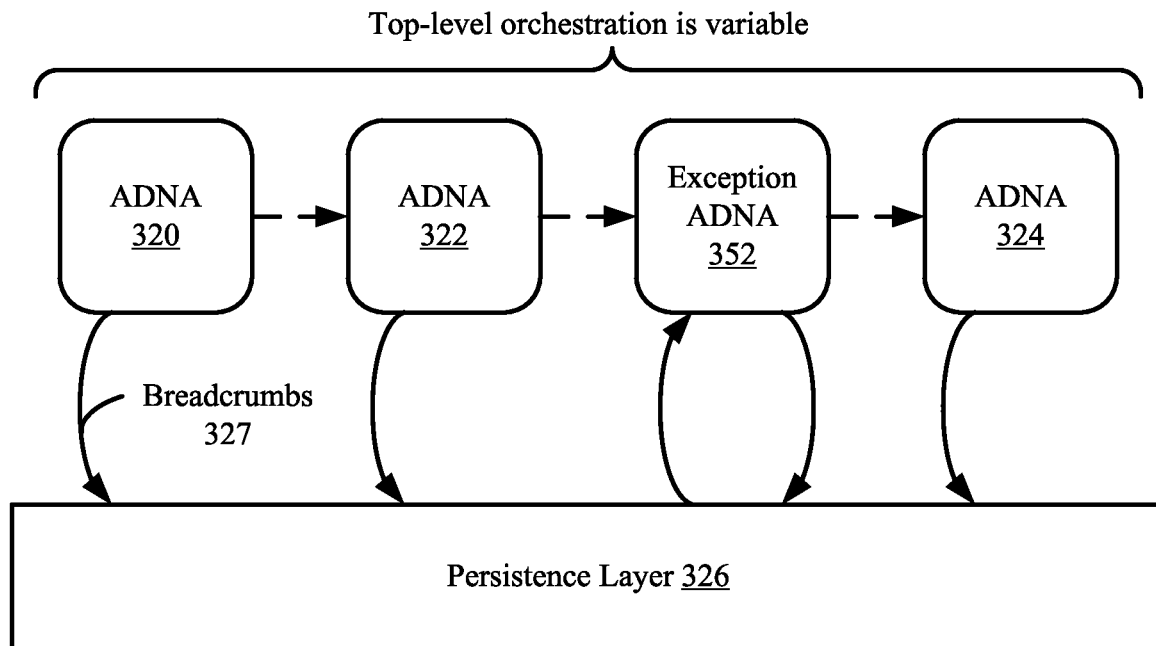 Top-level orchestration is variable
ADNA
320
ADNA
322
Exception
ADNA
352
ADNA
324
Breadcrumbs
327
Persistence Layer 326